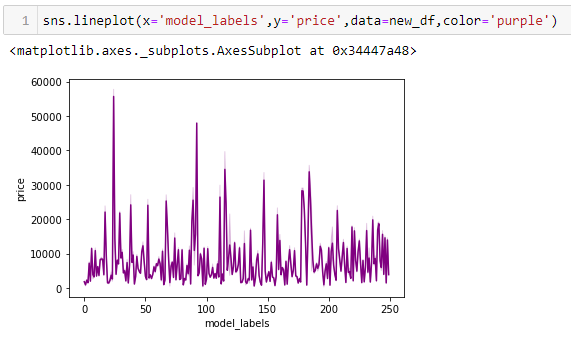 1 sns.lineplot(x='model_labels',y='price',data=new_df,color='purple')
<matplotlib.axes._subplots.AxesSubplot at 0x34447a48>
60000
50000
40000
30000
20000
10000
0
price
0 50 100 150 200 250
model_labels